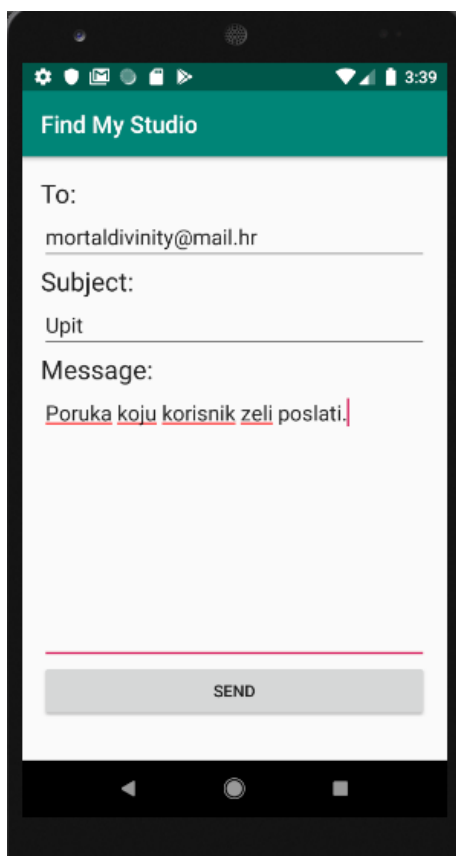 3:39
Find My Studio
To:
mortaldivinity@mail.hr
Subject:
Upit
Message:
Poruka koju korisnik zeli poslati.
SEND